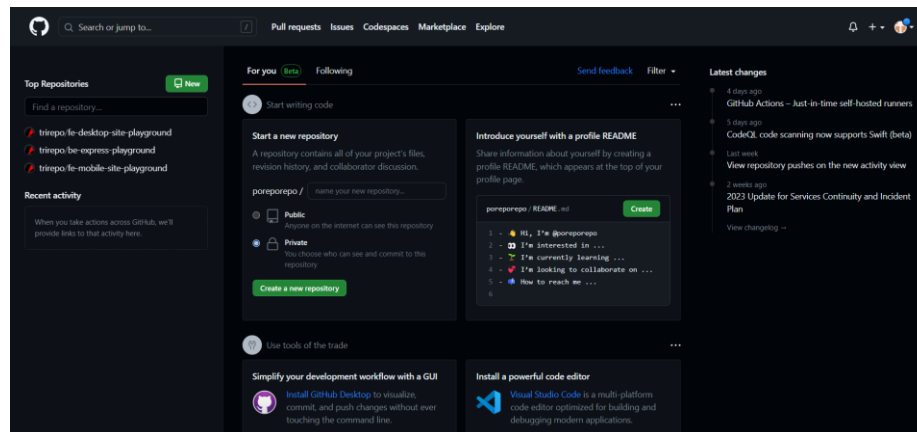 Search or jump to...
/
Pull requests Issues Codespaces Marketplace Explore
Top Repositories
New
Find a repository...
trirepo/fe-desktop-site-playground
trirepo/be-express-playground
trirepo/fe-mobile-site-playground
Recent activity
When you take actions across GitHub, we'll
provide links to that activity here.
For you Beta Following
Send feedback Filter
Start writing code
Start a new repository
A repository contains all of your project's files,
revision history, and collaborator discussion.
poreporepo / name your new repository...
Public
Anyone on the internet can see this repository
Private
You choose who can see and commit to this
repository
Create a new repository
Introduce yourself with a profile README
Share information about yourself by creating a
profile README, which appears at the top of your
profile page.
poreporepo / README.md
Create
1 - 👋 Hi, I'm @poreporepo
2 - 👀 I'm interested in ...
3 - 🌱 I'm currently learning ...
4 - 💞️ I'm looking to collaborate on ...
5 - 📫 How to reach me ...
6
Use tools of the trade
Simplify your development workflow with a GUI
Install GitHub Desktop to visualize,
commit, and push changes without ever
touching the command line.
Install a powerful code editor
Visual Studio Code is a multi-platform
code editor optimized for building and
debugging modern applications.
Latest changes
4 days ago
GitHub Actions – Just-in-time self-hosted runners
5 days ago
CodeQL code scanning now supports Swift (beta)
Last week
View repository pushes on the new activity view
2 weeks ago
2023 Update for Services Continuity and Incident
Plan
View changelog →